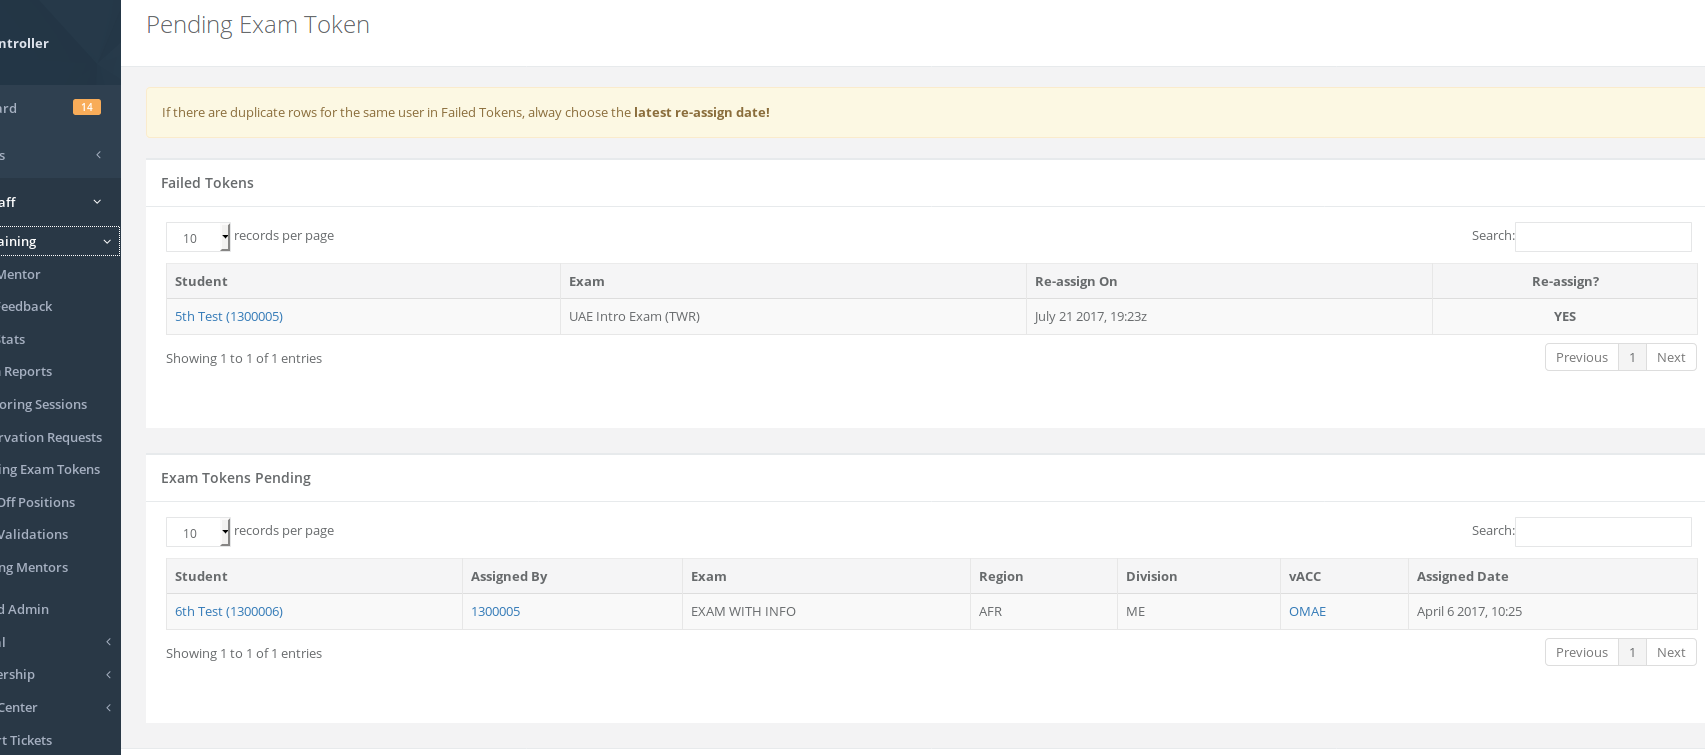 Pending Exam Token
ntroller
ard 14
s
aff
aining
Mentor
eedback
Stats
Reports
oring Sessions
rvation Requests
ing Exam Tokens
Off Positions
Validations
ng Mentors
d Admin
al
ership
Center
rt Tickets
If there are duplicate rows for the same user in Failed Tokens, alway choose the latest re-assign date!
Failed Tokens
10 records per page Search:
Student Exam Re-assign On Re-assign?
5th Test (1300005) UAE Intro Exam (TWR) July 21 2017, 19:23z YES
Showing 1 to 1 of 1 entries Previous 1 Next
Exam Tokens Pending
10 records per page Search:
Student Assigned By Exam Region Division vACC Assigned Date
6th Test (1300006) 1300005 EXAM WITH INFO AFR ME OMAE April 6 2017, 10:25
Showing 1 to 1 of 1 entries Previous 1 Next